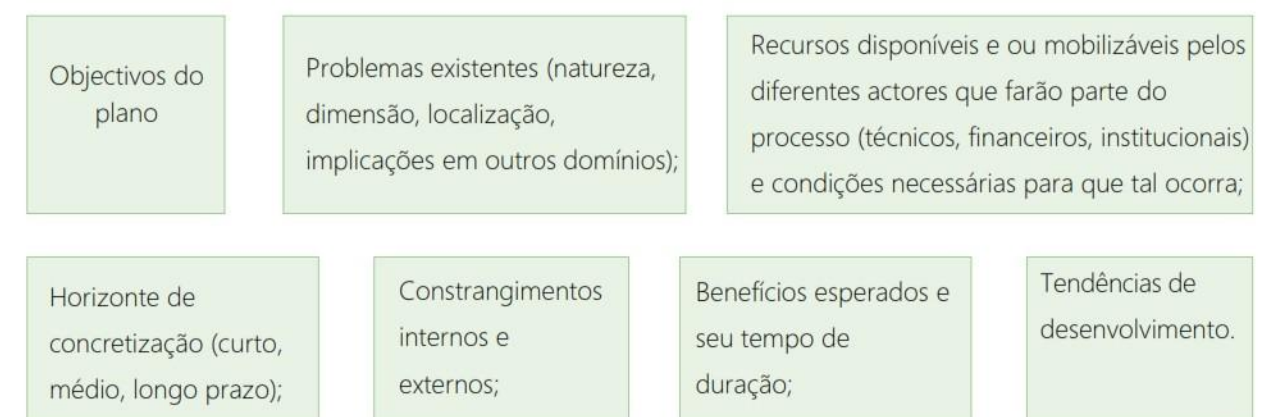 Objectivos do
plano
Problemas existentes (natureza,
dimensão, localização,
implicações em outros domínios);
Recursos disponíveis e ou mobilizáveis pelos
diferentes actores que farão parte do
processo (técnicos, financeiros, institucionais)
e condições necessárias para que tal ocorra;
Horizonte de
concretização (curto,
médio, longo prazo);
Constrangimentos
internos e
externos;
Benefícios esperados e
seu tempo de
duração;
Tendências de
desenvolvimento.